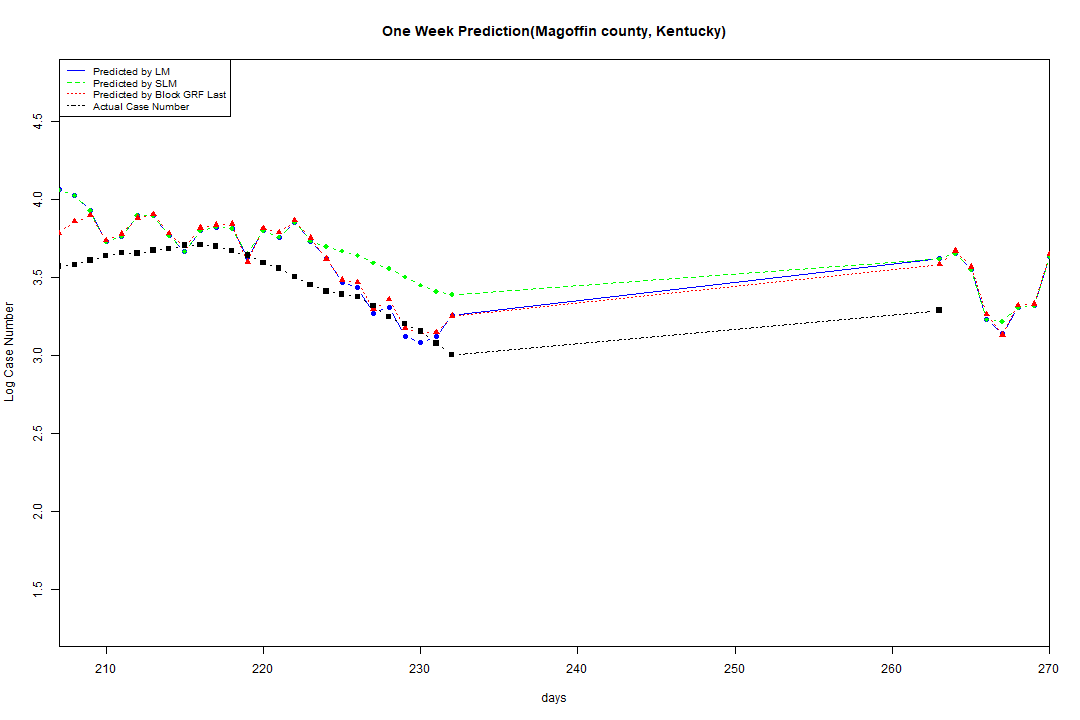 One Week Prediction(Magoffin county, Kentucky)
Predicted by LM
Predicted by SLM
Predicted by Block GRF Last
Actual Case Number
4.5
4.0
3.5
3.0
2.5
2.0
1.5
Log Case Number
210 220 230 240 250 260 270
days